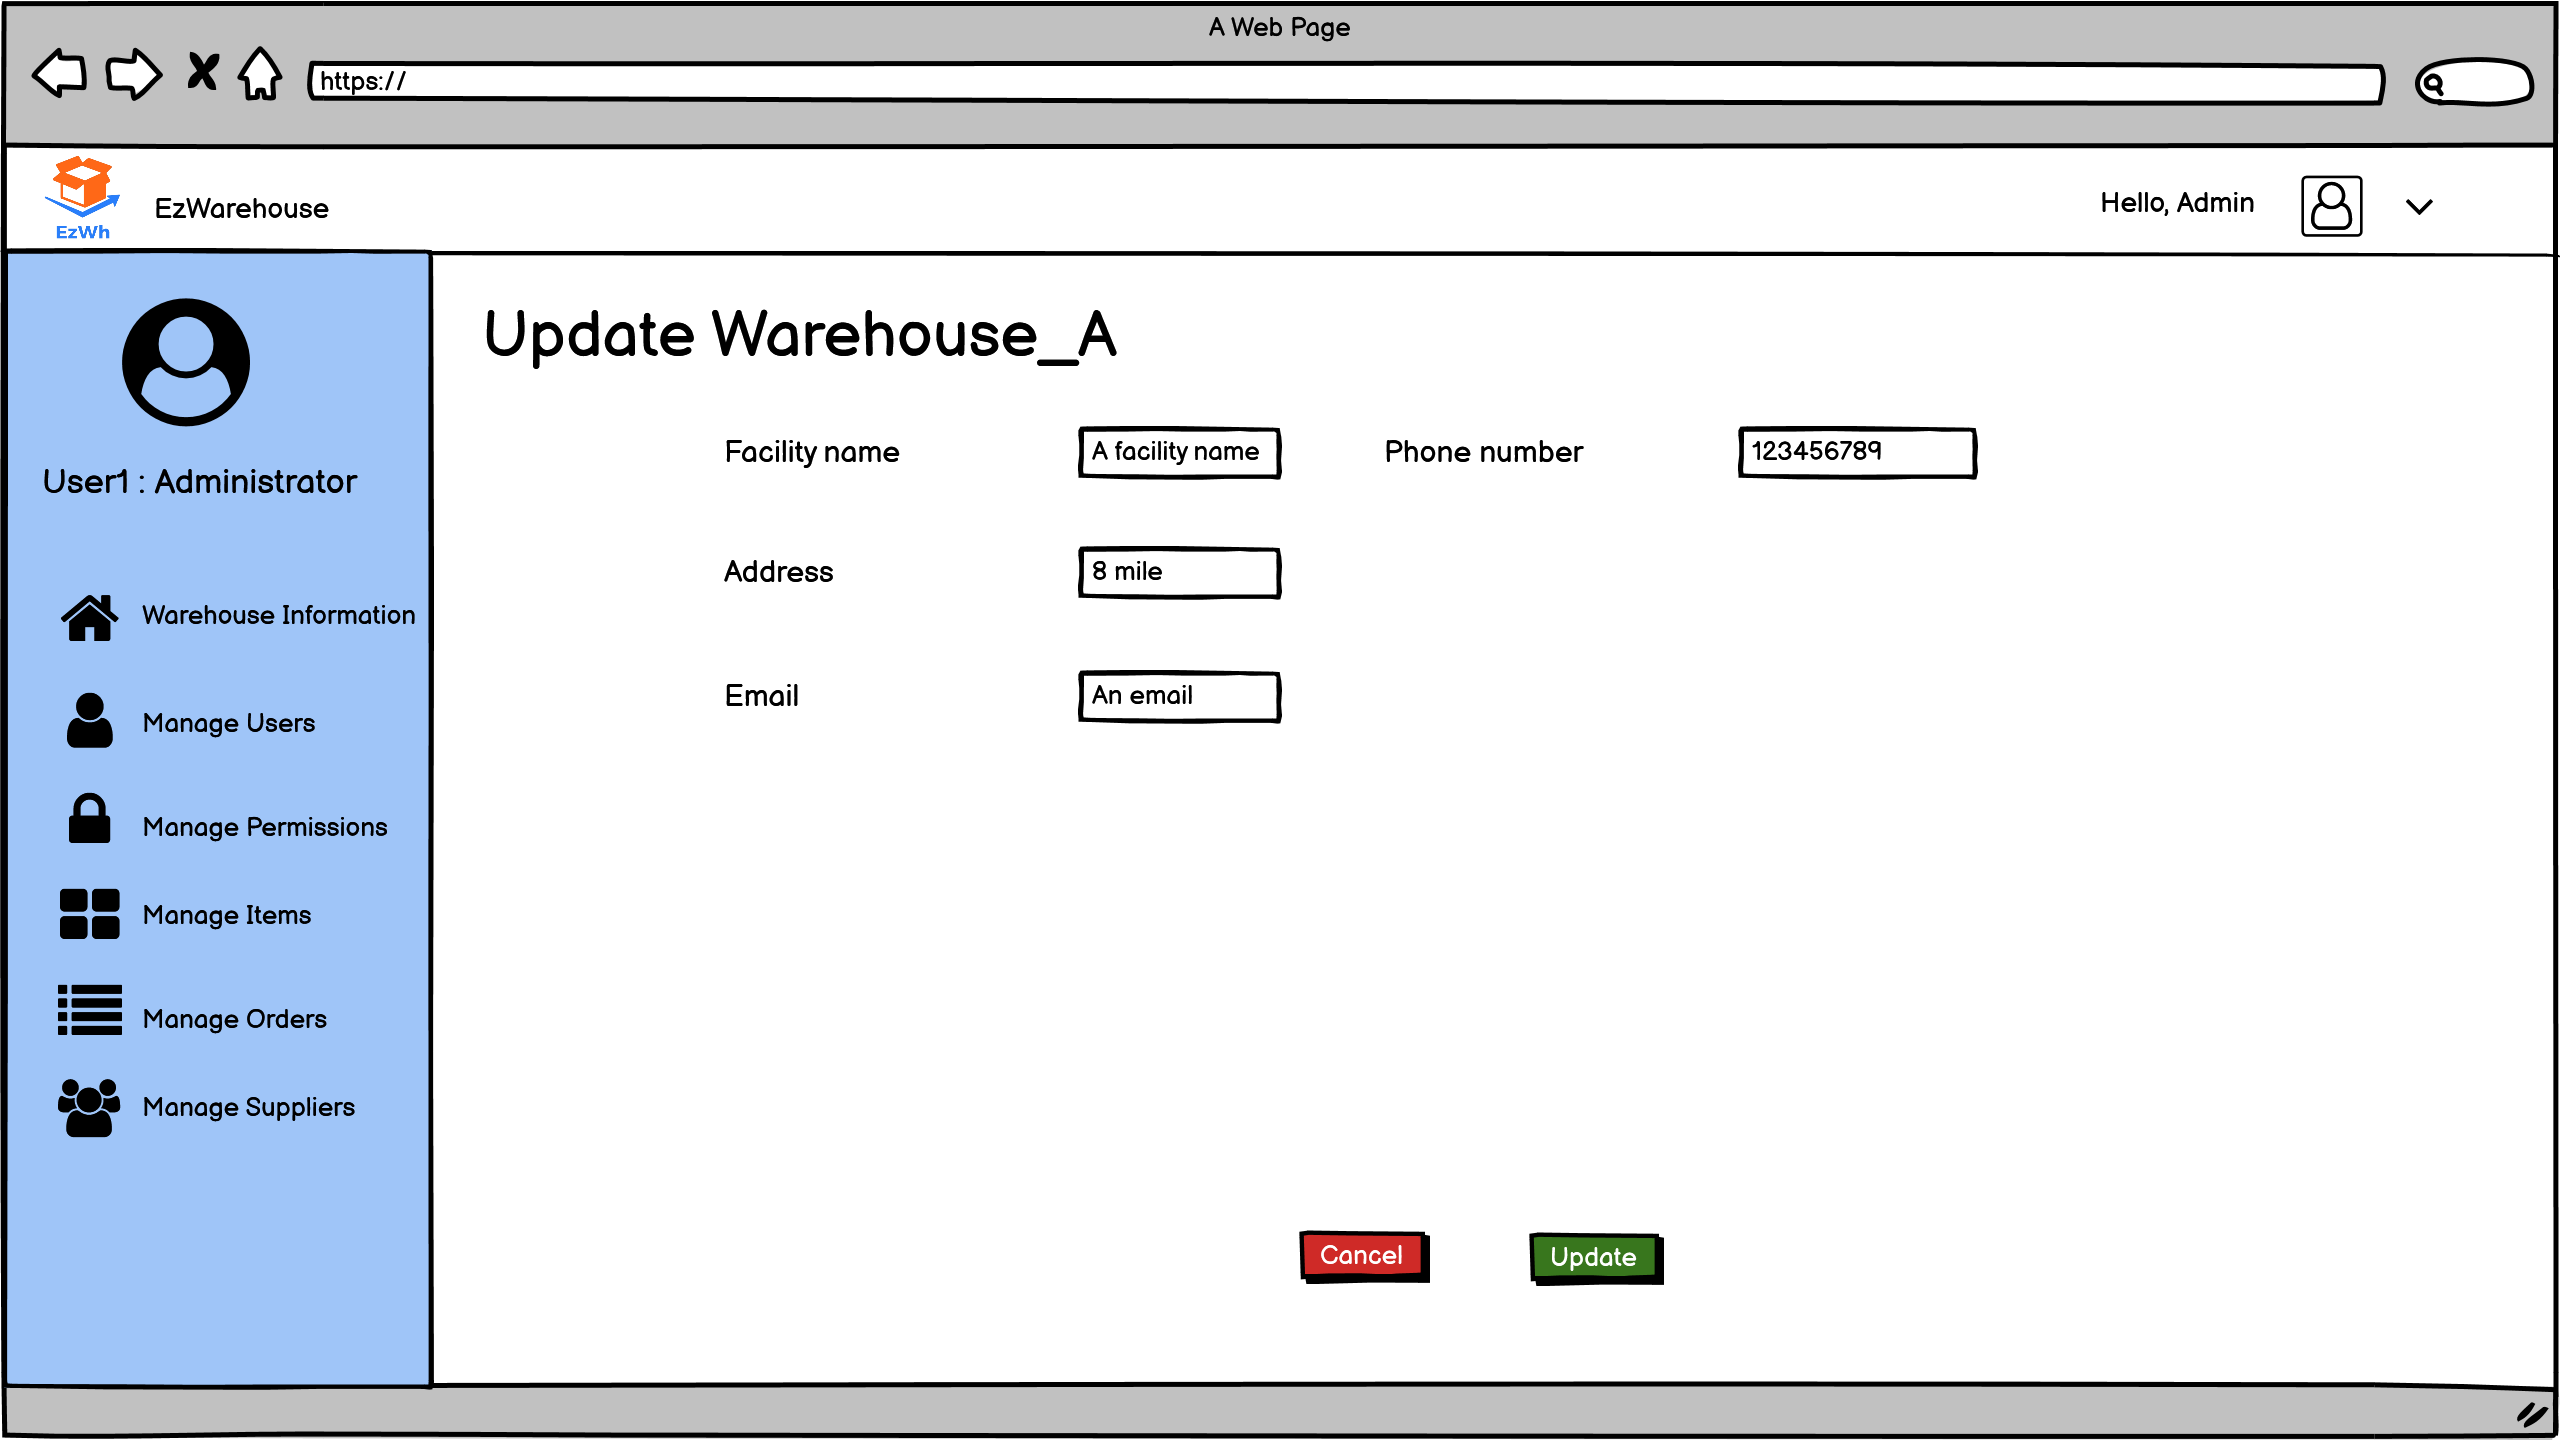 A Web Page
https://
EzWh
EzWarehouse
Hello, Admin
User1 : Administrator
Warehouse Information
Manage Users
Manage Permissions
Manage Items
Manage Orders
Manage Suppliers
Update Warehouse_A
Facility name A facility name Phone number 123456789
Address 8 mile
Email An email
Cancel Update